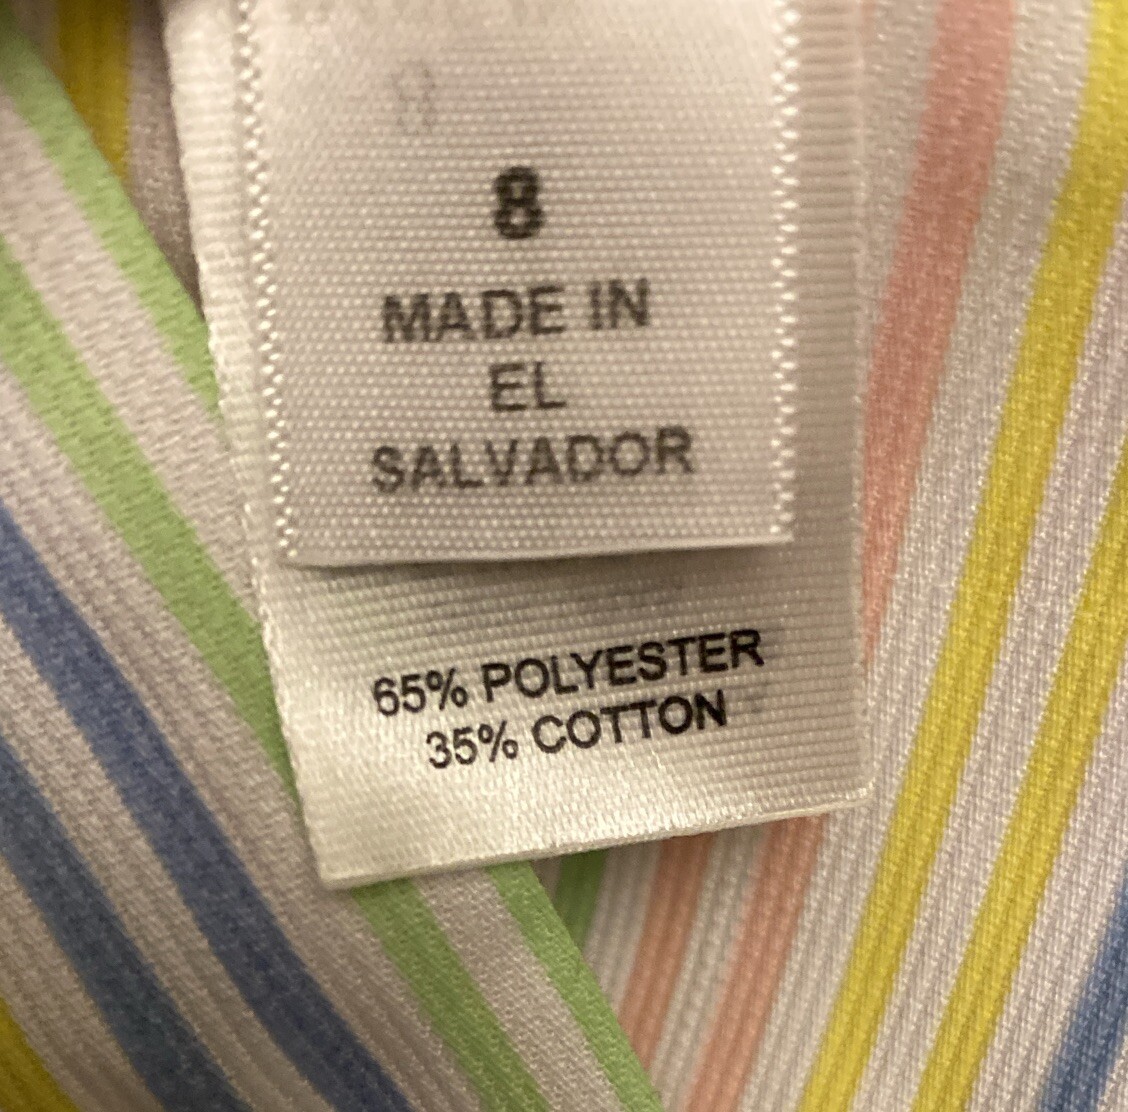 8
MADE IN
EL
SALVADOR
65% POLYESTER
35% COTTON